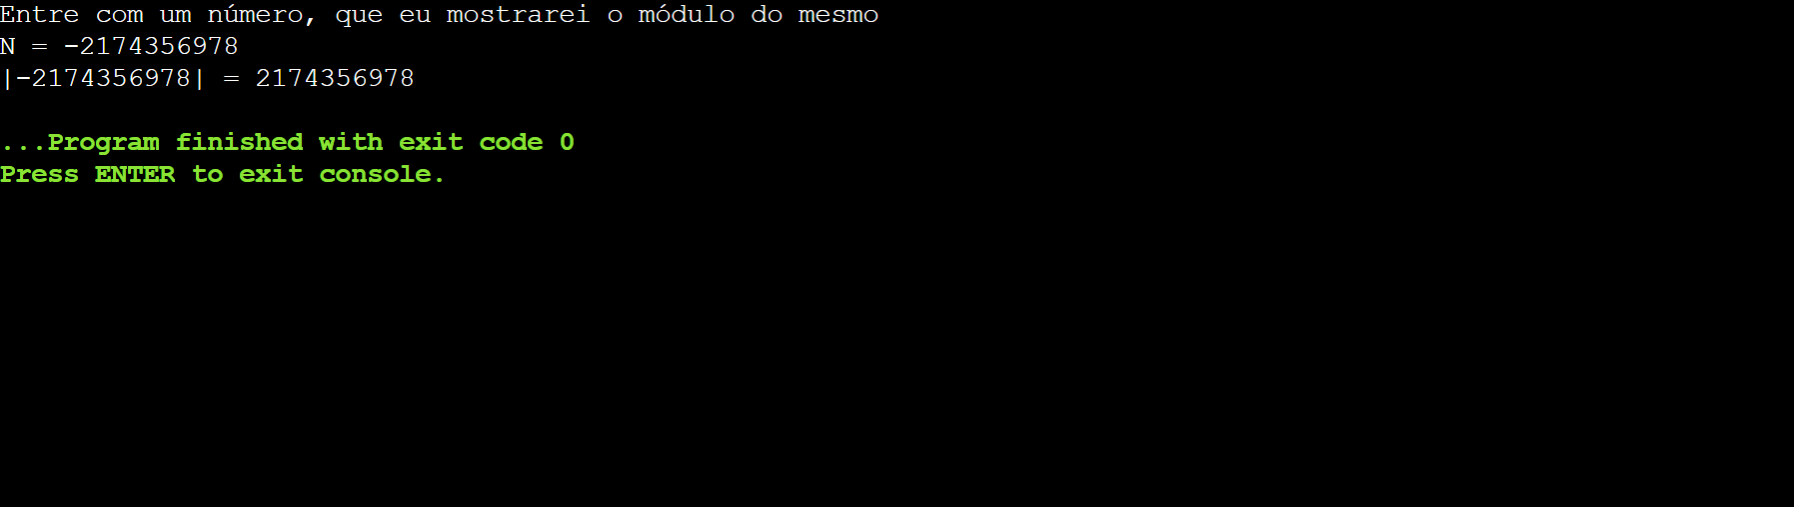 Entre com um número, que eu mostrarei o módulo do mesmo
N = -2174356978
|-2174356978| = 2174356978
...Program finished with exit code 0
Press ENTER to exit console.